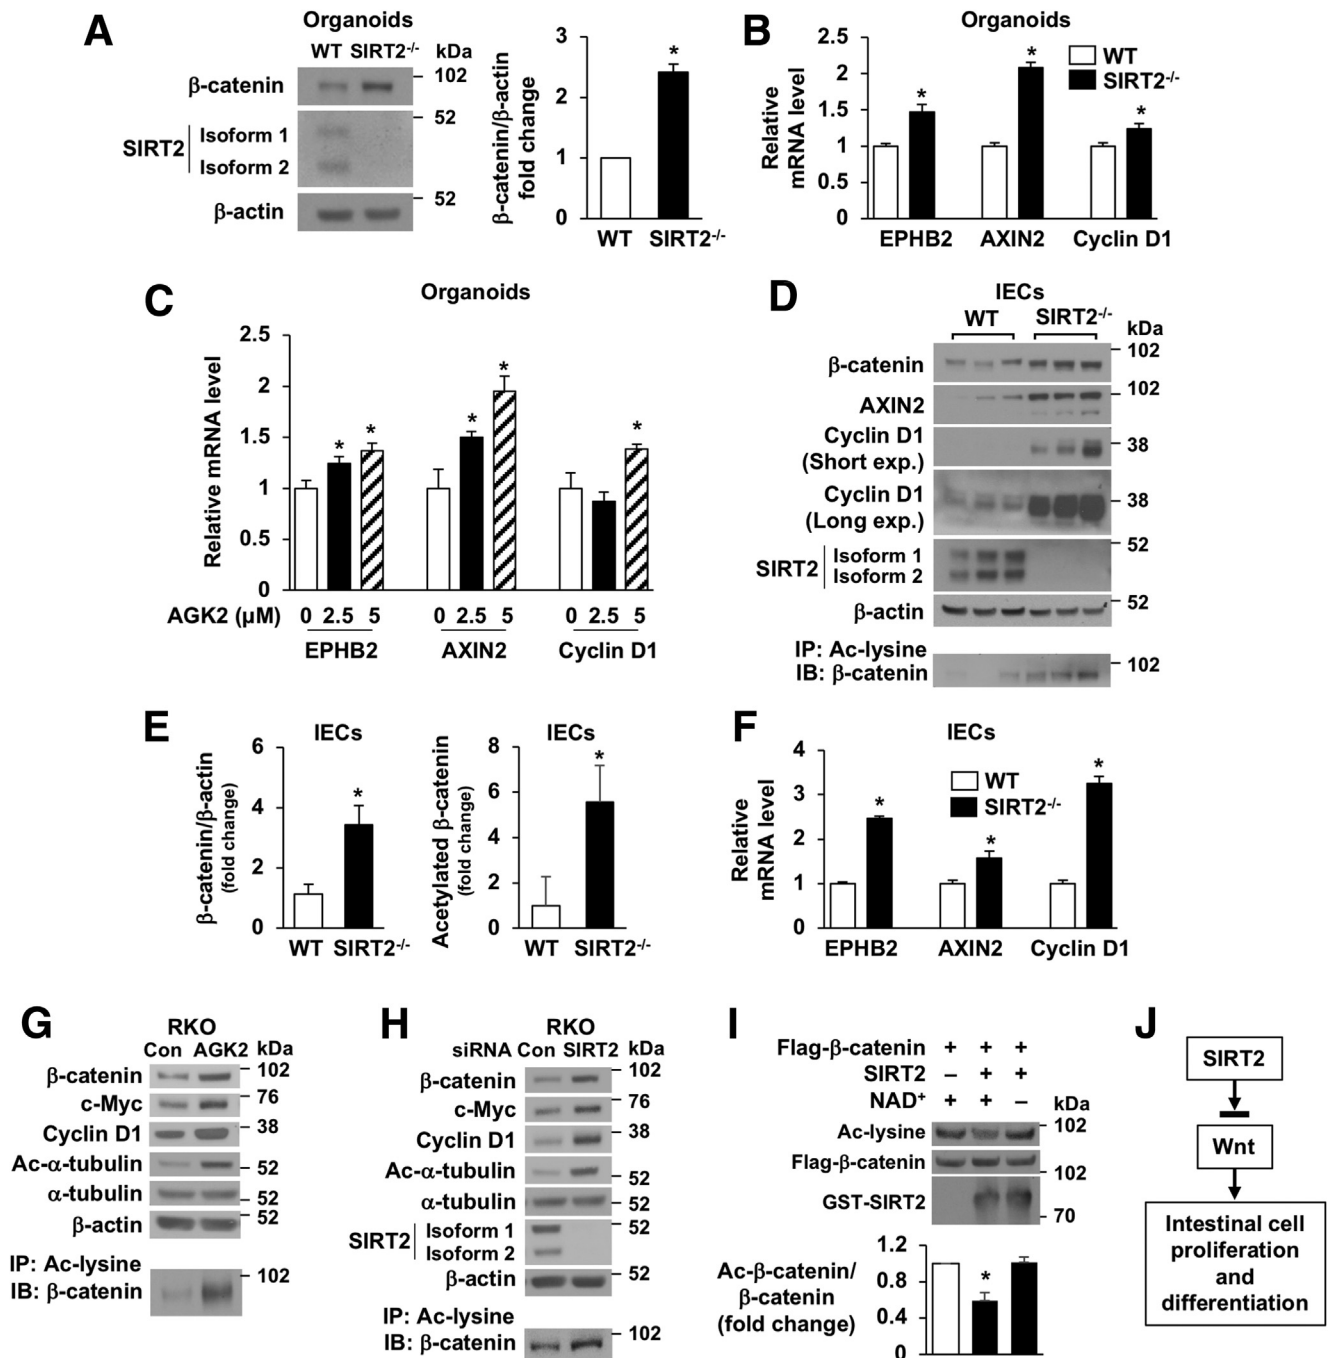 A
Organoids
WT SIRT2-/- kDa
β-catenin
102
52
SIRT2
Isoform 1
Isoform 2
52
β-actin
β-catenin/β-actin
fold change
3
2
1
0
*
WT SIRT2-/-
B
Organoids
Relative
mRNA level
2.5
2
1.5
1
0.5
0
WT
SIRT2-/-
* * *
EPHB2 AXIN2 Cyclin D1
C
Organoids
Relative mRNA level
2.5
2
1.5
1
0.5
0
* * * * *
AGK2 (μM) 0 2.5 5 0 2.5 5 0 2.5 5
EPHB2 AXIN2 Cyclin D1
D
IECs
WT SIRT2-/- kDa
β-catenin 102
AXIN2 102
Cyclin D1
(Short exp.) 38
Cyclin D1
(Long exp.) 38
SIRT2
Isoform 1 52
Isoform 2
β-actin 52
IP: Ac-lysine
IB: β-catenin 102
E
IECs
β-catenin/β-actin
(fold change)
6
4
2
0
*
WT SIRT2-/-
IECs
Acetylated β-catenin
(fold change)
8
6
4
2
0
*
WT SIRT2-/-
F
IECs
Relative
mRNA level
4
3
2
1
0
WT
SIRT2-/-
* * *
EPHB2 AXIN2 Cyclin D1
G
RKO
Con AGK2 kDa
β-catenin 102
c-Myc 76
Cyclin D1 38
Ac-α-tubulin 52
α-tubulin 52
β-actin 52
IP: Ac-lysine
IB: β-catenin 102
H
RKO
siRNA Con SIRT2 kDa
β-catenin 102
c-Myc 76
Cyclin D1 38
Ac-α-tubulin 52
α-tubulin 52
SIRT2
Isoform 1 52
Isoform 2
β-actin 52
IP: Ac-lysine
IB: β-catenin 102
I
Flag-β-catenin + + +
SIRT2 – + +
NAD+ + + – kDa
Ac-lysine 102
Flag-β-catenin 102
GST-SIRT2 70
Ac-β-catenin/
β-catenin
(fold change)
1.2
0.8
0.4
0
*
J
SIRT2
Wnt
Intestinal cell
proliferation
and
differentiation